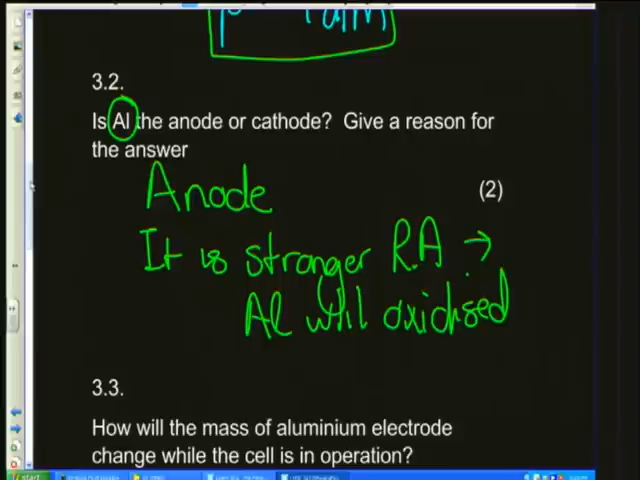 3.2.
Is Al the anode or cathode? Give a reason for
the answer
Anode
(2)
It is stronger R.A →
Al will oxidised
3.3.
How will the mass of aluminium electrode
change while the cell is in operation?
start